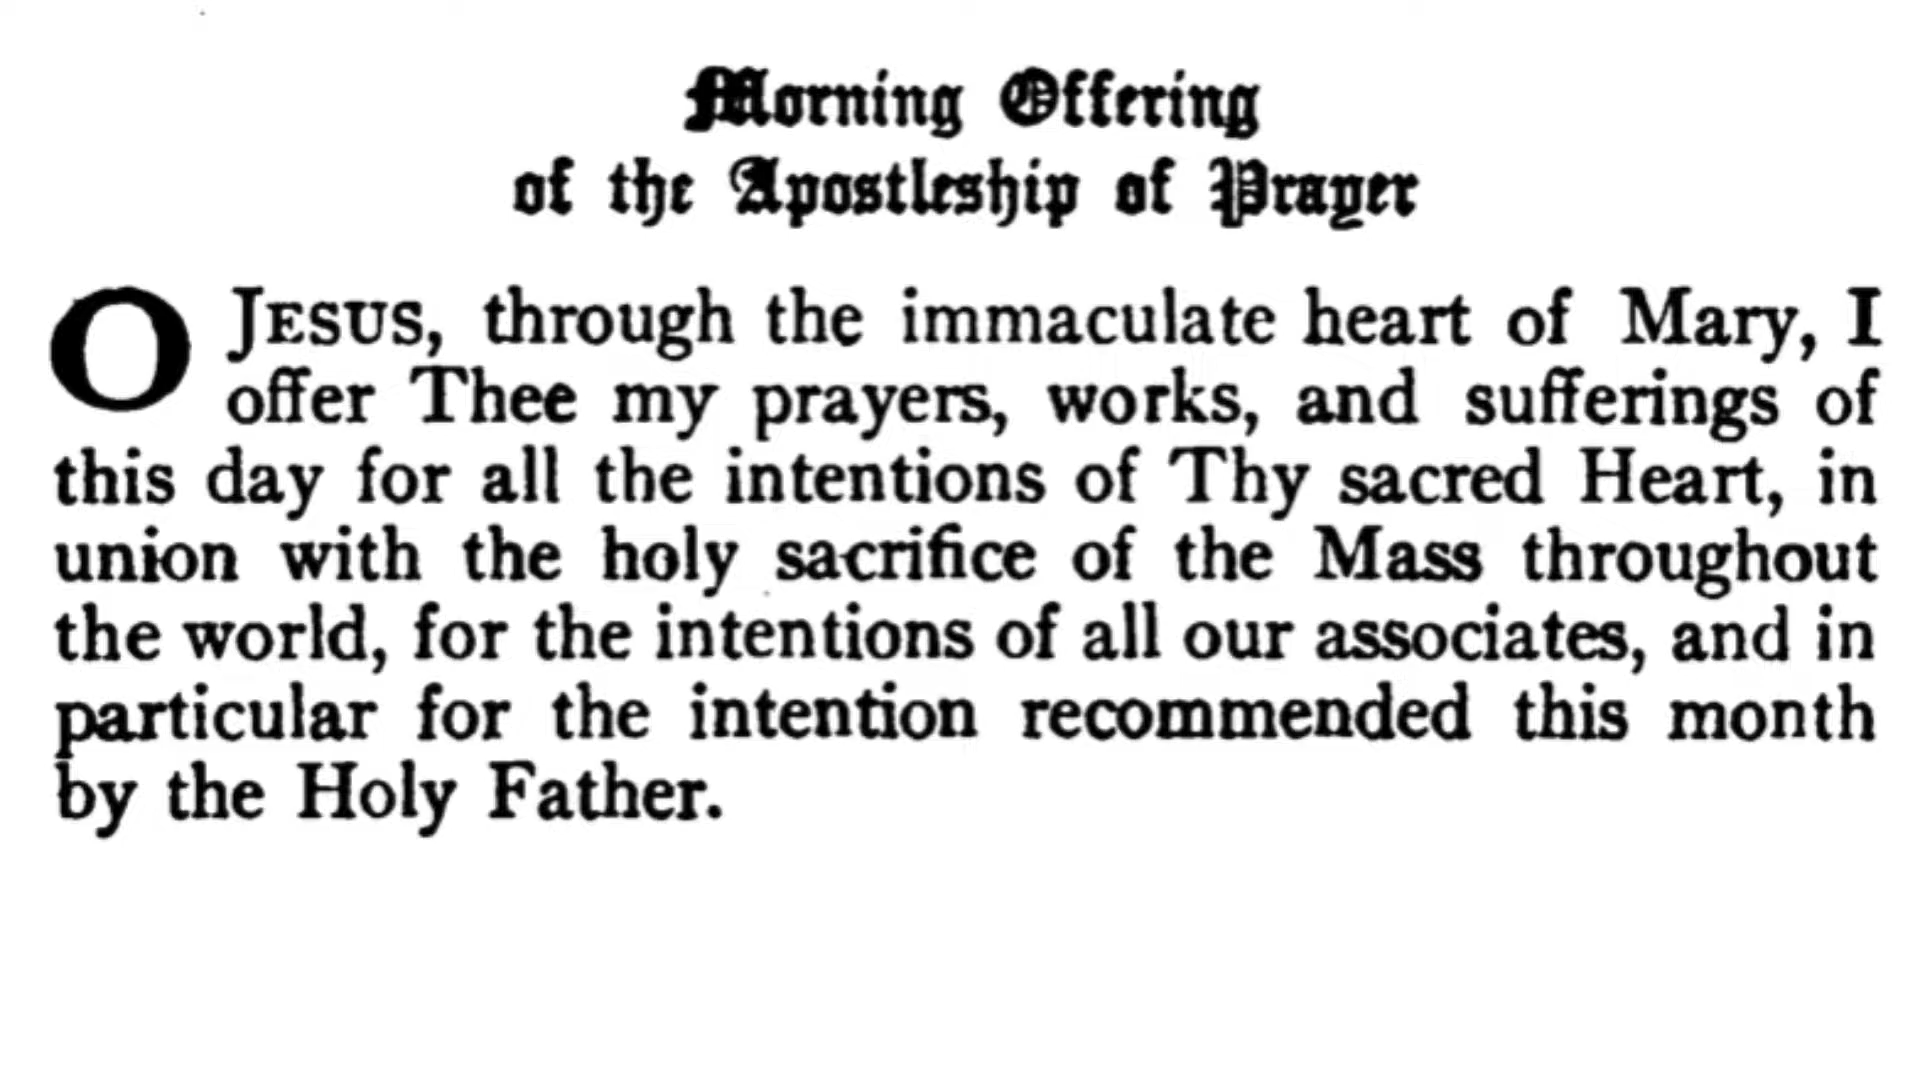 Morning Offering
of the Apostleship of Prayer
O JESUS, through the immaculate heart of Mary, I
offer Thee my prayers, works, and sufferings of
this day for all the intentions of Thy sacred Heart, in
union with the holy sacrifice of the Mass throughout
the world, for the intentions of all our associates, and in
particular for the intention recommended this month
by the Holy Father.